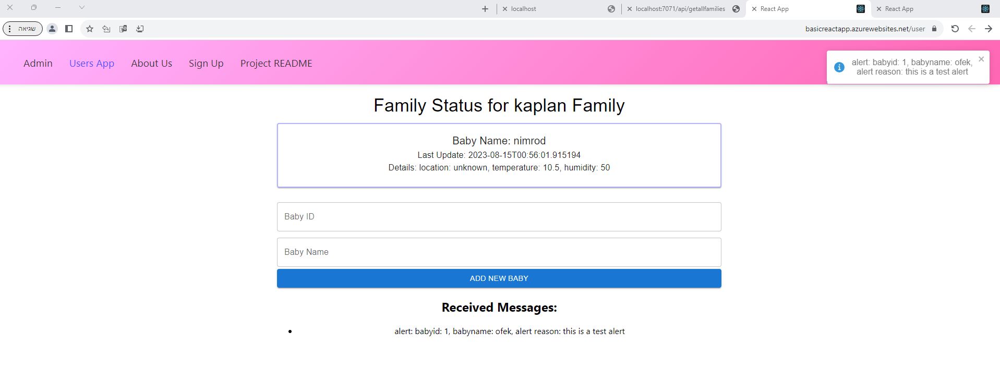 localhost
localhost:7071/api/getallfamilies
React App
React App
שגיאה
basicreactapp.azurewebsites.net/user
Admin
Users App
About Us
Sign Up
Project README
alert: babyid: 1, babyname: ofek,
alert reason: this is a test alert
Family Status for kaplan Family
Baby Name: nimrod
Last Update: 2023-08-15T00:56:01.915194
Details: location: unknown, temperature: 10.5, humidity: 50
Baby ID
Baby Name
ADD NEW BABY
Received Messages:
alert: babyid: 1, babyname: ofek, alert reason: this is a test alert